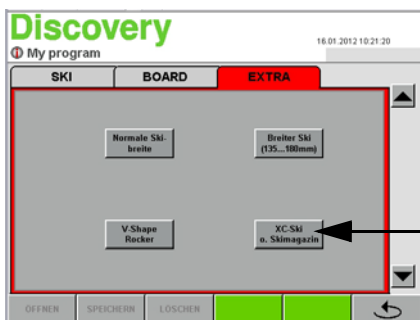 Discovery
16.01.2012 10:21:20
My program
SKI BOARD EXTRA
Normale Ski-
breite
Breiter Ski
(135...180mm)
V-Shape
Rocker
XC-Ski
o. Skimagazin
ÖFFNEN SPEICHERN LÖSCHEN